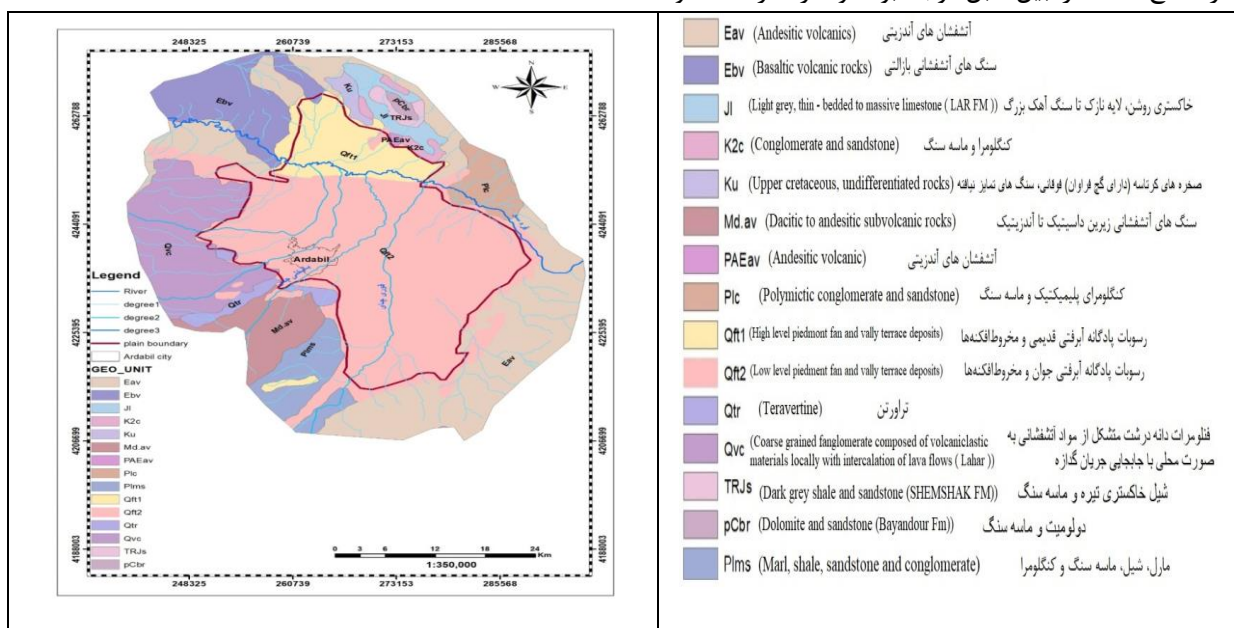 248325 260739 273153 285568
4262788 4262788
4244091 4244091
4225395 4225395
4206699 4206699
4188003 4188003
N
W E
S
Ebv
Ku
JI
pCbr
TRJs
PAEav
K2c
Qft1
Plc
Qvc
Ardabil
Qft2
Qtr
Md.av
Plms
Eav
Legend
River
degree1
degree2
degree3
plain boundary
Ardabil city
GEO_UNIT
Eav
Ebv
JI
K2c
Ku
Md.av
PAEav
Plc
Plms
Qft1
Qft2
Qtr
Qvc
TRJs
pCbr
0 3 6 12 18 24
Km
1:350,000
248325 260739 273153 285568
Eav (Andesitic volcanics) آتشفشان های آندزیتی
Ebv (Basaltic volcanic rocks) سنگ های آتشفشانی بازالتی
JI (Light grey, thin - bedded to massive limestone ( LAR FM )) خاکستری روشن، لایه نازک تا سنگ آهک بزرگ
K2c (Conglomerate and sandstone) کنگلومرا و ماسه سنگ
Ku (Upper cretaceous, undifferentiated rocks) صخره های کرتاسه (دارای گچ فراوان) فوقانی، سنگ های تمایز نیافته
Md.av (Dacitic to andesitic subvolcanic rocks) سنگ های آتشفشانی زیرین داسیتیک تا آندزیتیک
PAEav (Andesitic volcanic) آتشفشان های آندزیتی
Plc (Polymictic conglomerate and sandstone) کنگلومرای پلیمیکتیک و ماسه سنگ
Qft1 (High level piedmont fan and vally terrace deposits) رسوبات پادگانه آبرفتی قدیمی و مخروط‌افکنه‌ها
Qft2 (Low level piedmont fan and vally terrace deposits) رسوبات پادگانه آبرفتی جوان و مخروط‌افکنه‌ها
Qtr (Teravertine) تراورتن
Qvc (Coarse grained fanglomerate composed of volcaniclastic فنلومرات دانه درشت متشکل از مواد آتشفشانی به
materials locally with intercalation of lava flows ( Lahar )) صورت محلی با جابجایی جریان گدازه
TRJs (Dark grey shale and sandstone (SHEMSHAK FM)) شیل خاکستری تیره و ماسه سنگ
pCbr (Dolomite and sandstone (Bayandour Fm)) دولومیت و ماسه سنگ
Plms (Marl, shale, sandstone and conglomerate) مارل، شیل، ماسه سنگ و کنگلومرا